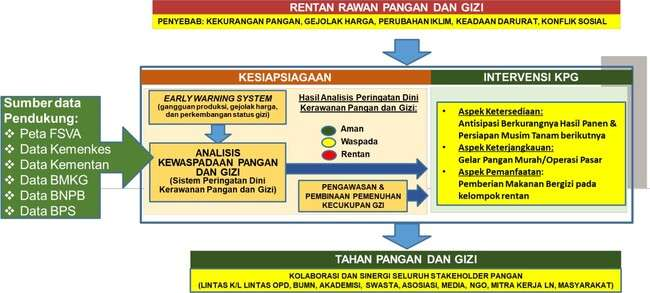 RENTAN RAWAN PANGAN DAN GIZI
PENYEBAB: KEKURANGAN PANGAN, GEJOLAK HARGA, PERUBAHAN IKLIM, KEADAAN DARURAT, KONFLIK SOSIAL
Sumber data
Pendukung:
Peta FSVA
Data Kemenkes
Data Kementan
Data BMKG
Data BNPB
Data BPS
KESIAPSIAGAAN
EARLY WARNING SYSTEM
(gangguan produksi, gejolak harga,
dan perkembangan status gizi)
ANALISIS
KEWASPADAAN PANGAN
DAN GIZI
(Sistem Peringatan Dini
Kerawanan Pangan dan Gizi)
Hasil Analisis Peringatan Dini
Kerawanan Pangan dan Gizi:
Aman
Waspada
Rentan
PENGAWASAN &
PEMBINAAN PEMENUHAN
KECUKUPAN GZI
INTERVENSI KPG
Aspek Ketersediaan:
Antisipasi Berkurangnya Hasil Panen &
Persiapan Musim Tanam berikutnya
Aspek Keterjangkauan:
Gelar Pangan Murah/Operasi Pasar
Aspek Pemanfaatan:
Pemberian Makanan Bergizi pada
kelompok rentan
TAHAN PANGAN DAN GIZI
KOLABORASI DAN SINERGI SELURUH STAKEHOLDER PANGAN
(LINTAS K/L LINTAS OPD, BUMN, AKADEMISI, SWASTA, ASOSIASI, MEDIA, NGO, MITRA KERJA LN, MASYARAKAT)